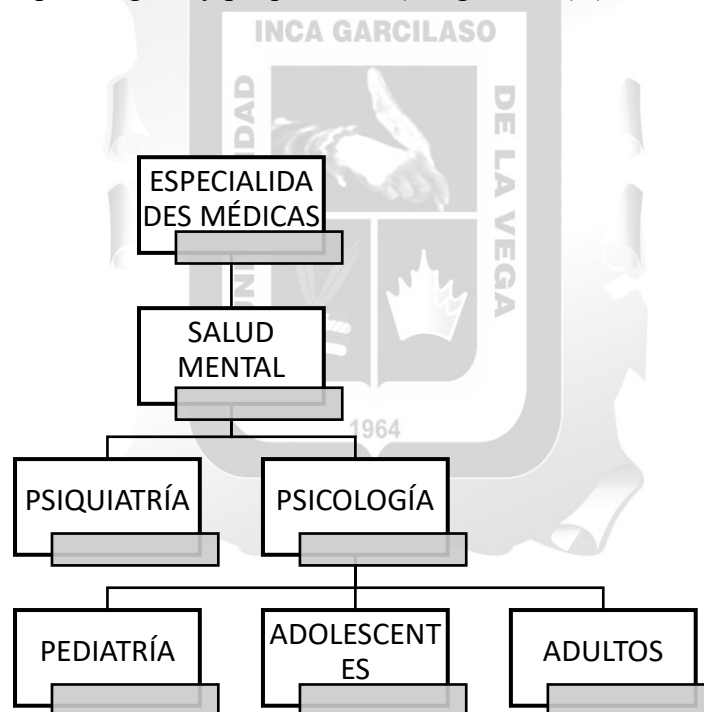 INCA GARCILASO
DE LA VEGA
1964
ESPECIALIDA
DES MÉDICAS
SALUD
MENTAL
PSIQUIATRÍA
PSICOLOGÍA
PEDIATRÍA
ADOLESCENT
ES
ADULTOS